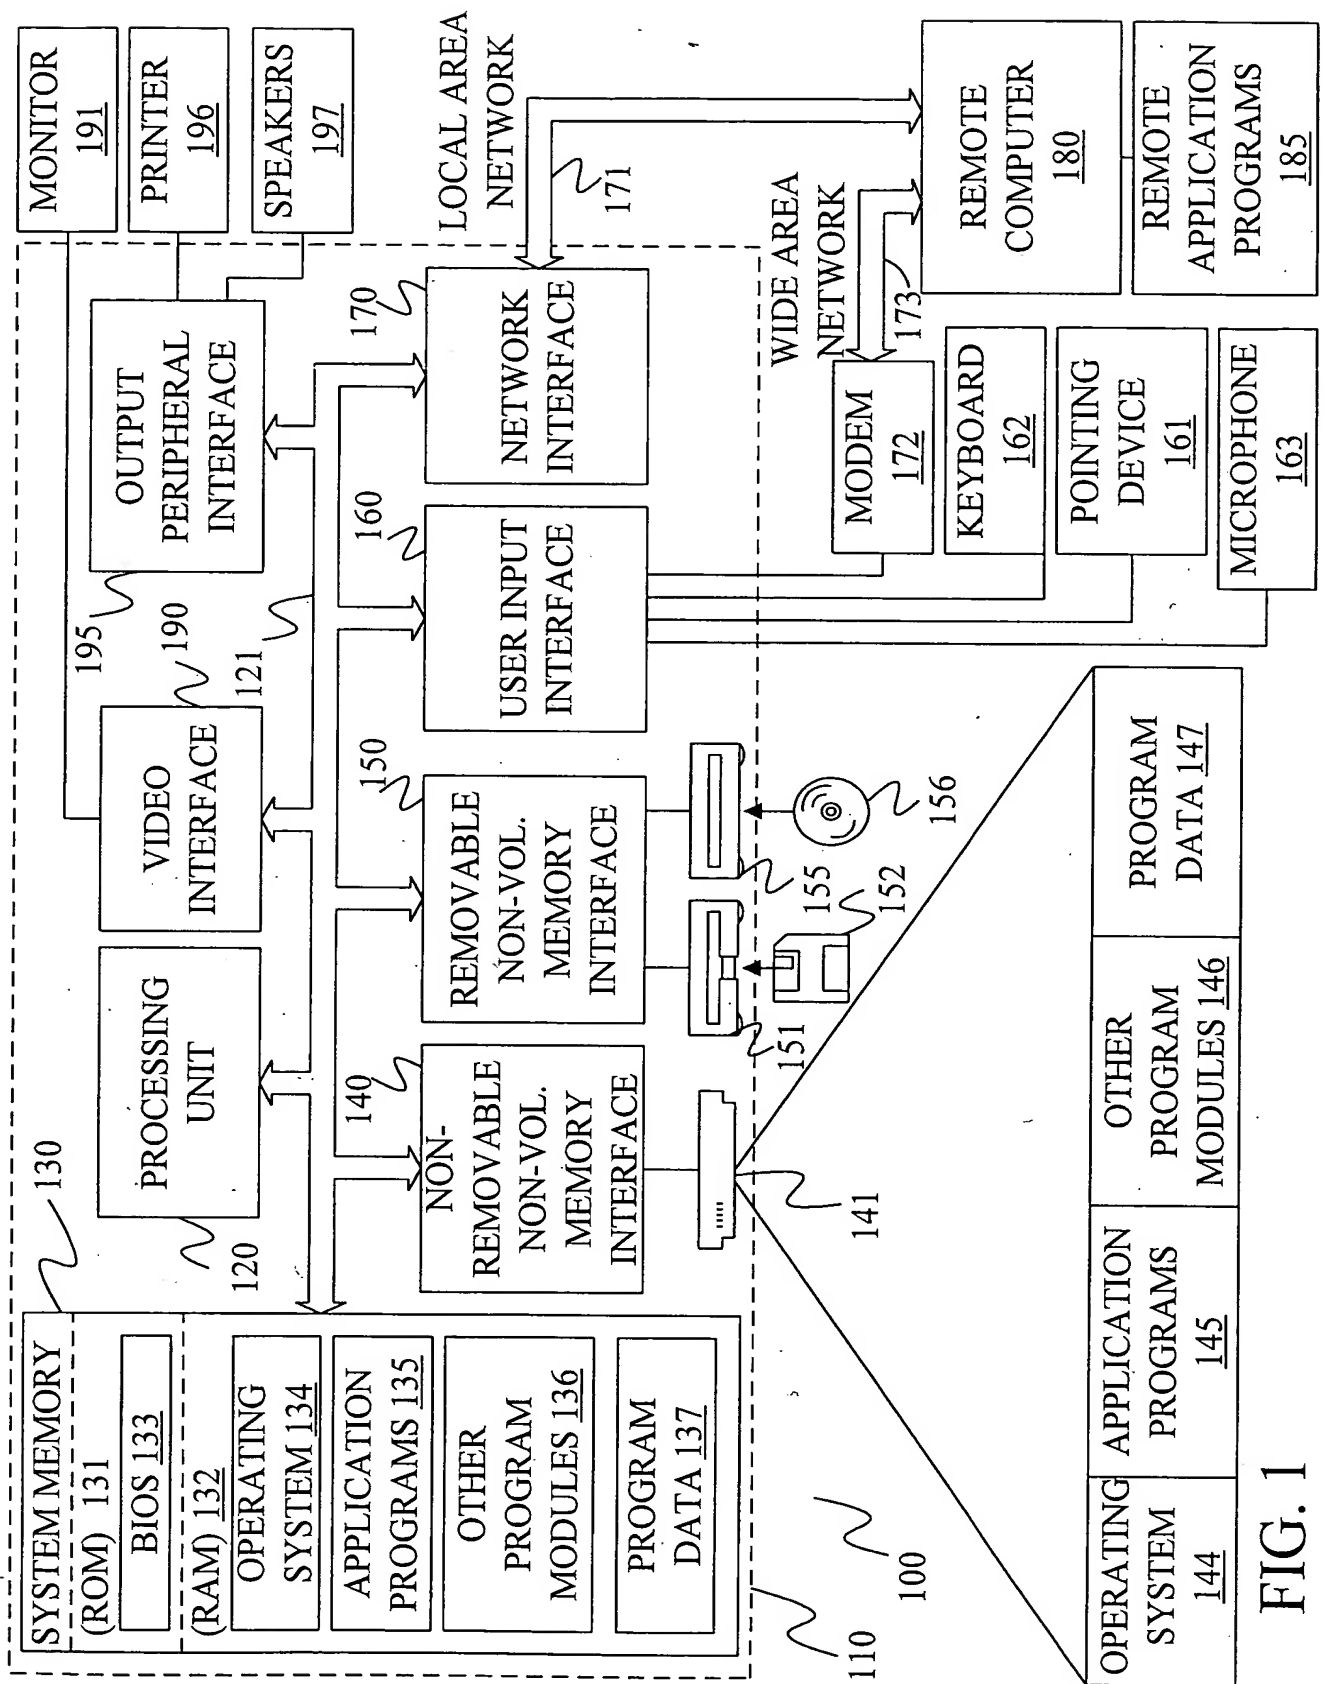 SYSTEM MEMORY
(ROM) 131
BIOS 133
(RAM) 132
OPERATING
SYSTEM 134
APPLICATION
PROGRAMS 135
OTHER
PROGRAM
MODULES 136
PROGRAM
DATA 137
130
120
PROCESSING
UNIT
VIDEO
INTERFACE
190
121
195
OUTPUT
PERIPHERAL
INTERFACE
MONITOR
191
PRINTER
196
SPEAKERS
197
140
NON-
REMOVABLE
NON-VOL.
MEMORY
INTERFACE
150
REMOVABLE
NON-VOL.
MEMORY
INTERFACE
160
USER INPUT
INTERFACE
170
NETWORK
INTERFACE
LOCAL AREA
NETWORK
171
WIDE AREA
NETWORK
173
141
151
152
155
156
MODEM
172
KEYBOARD
162
POINTING
DEVICE
161
MICROPHONE
163
REMOTE
COMPUTER
180
REMOTE
APPLICATION
PROGRAMS
185
110
100
OPERATING
SYSTEM
144
APPLICATION
PROGRAMS
145
OTHER
PROGRAM
MODULES 146
PROGRAM
DATA 147
FIG. 1